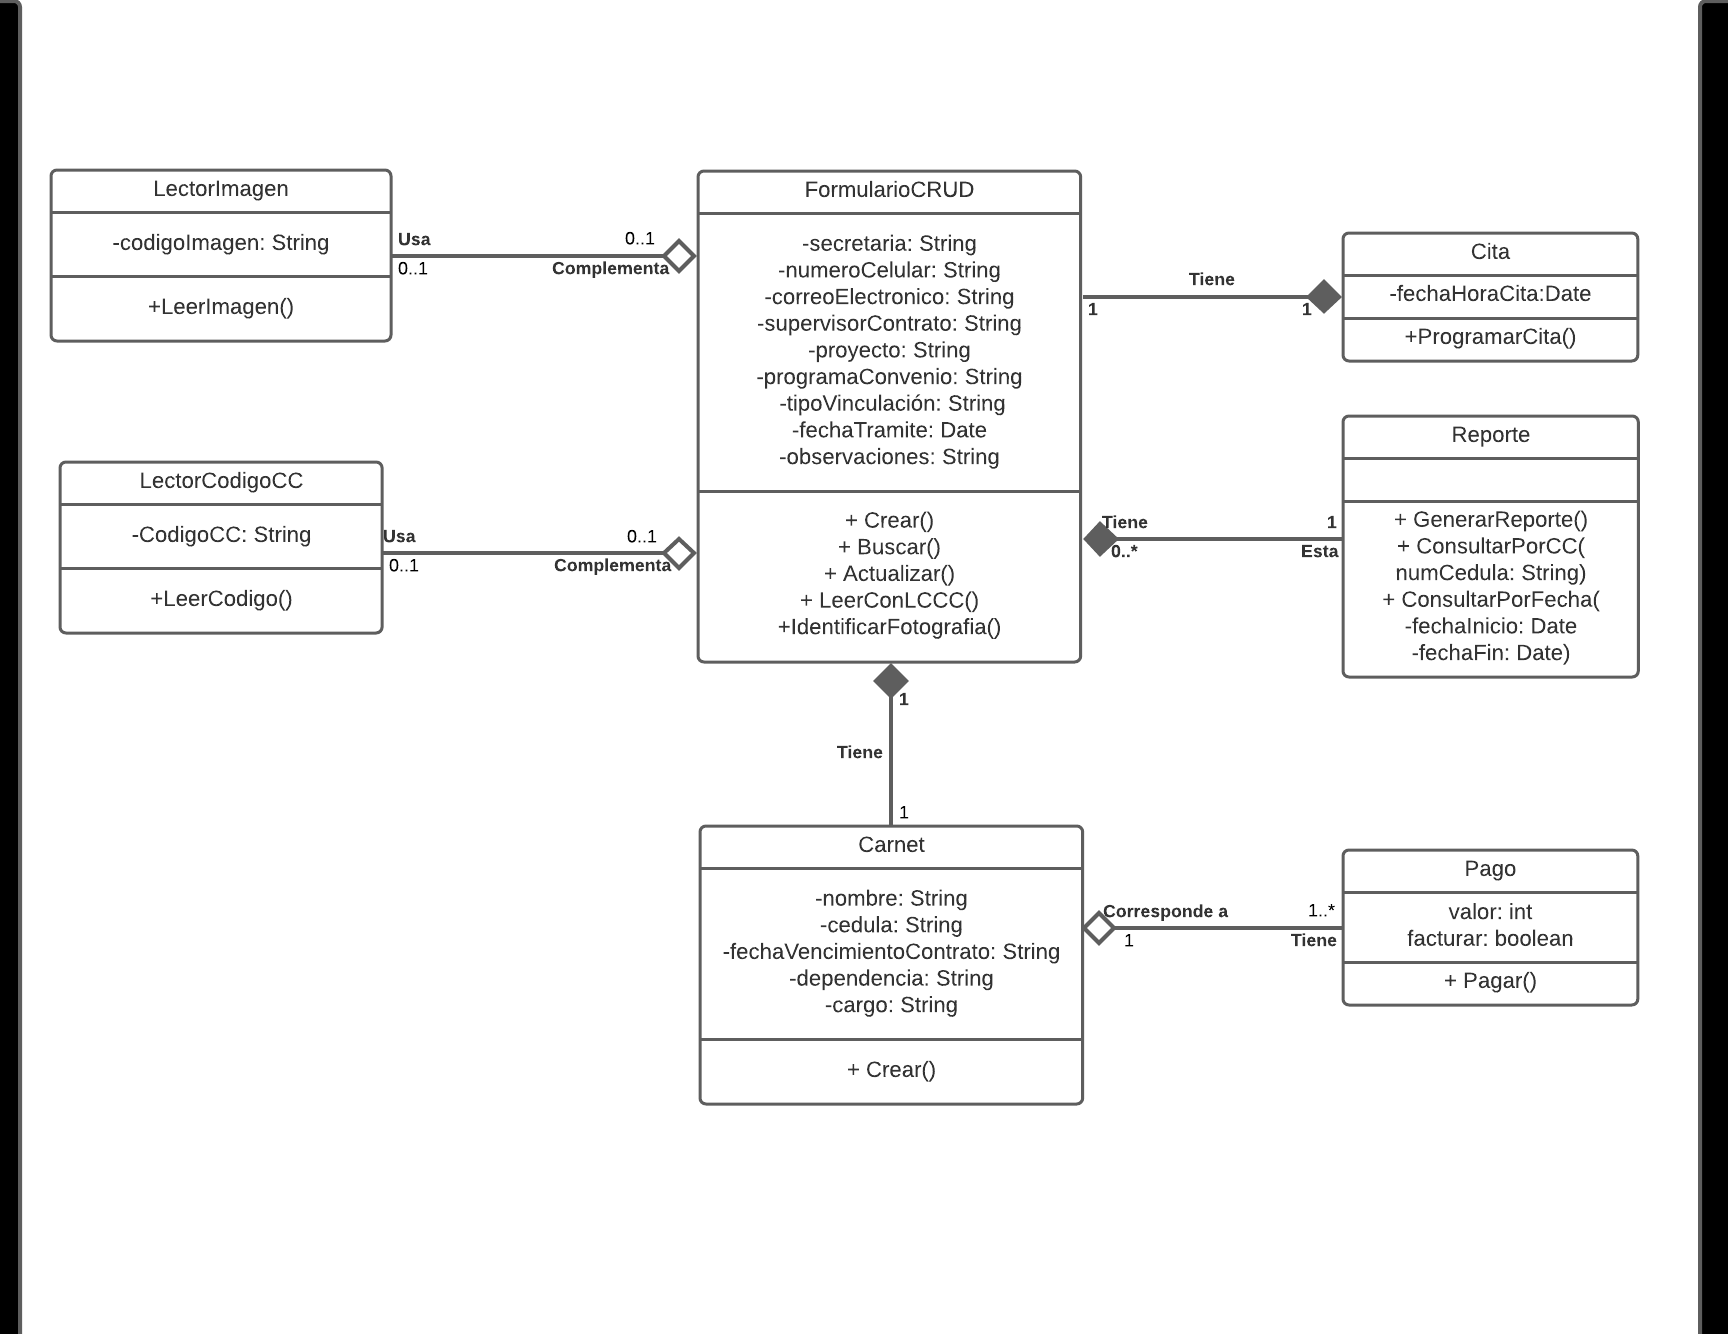 LectorImagen
-codigoImagen: String
+LeerImagen()
Usa
0..1
0..1
Complementa
LectorCodigoCC
-CodigoCC: String
+LeerCodigo()
Usa
0..1
0..1
Complementa
FormularioCRUD
-secretaria: String
-numeroCelular: String
-correoElectronico: String
-supervisorContrato: String
-proyecto: String
-programaConvenio: String
-tipoVinculación: String
-fechaTramite: Date
-observaciones: String
+ Crear()
+ Buscar()
+ Actualizar()
+ LeerConLCCC()
+IdentificarFotografia()
Tiene
1
1
Cita
-fechaHoraCita:Date
+ProgramarCita()
Tiene
0..*
1
Esta
Reporte
+ GenerarReporte()
+ ConsultarPorCC(
numCedula: String)
+ ConsultarPorFecha(
-fechaInicio: Date
-fechaFin: Date)
1
Tiene
1
Carnet
-nombre: String
-cedula: String
-fechaVencimientoContrato: String
-dependencia: String
-cargo: String
+ Crear()
Corresponde a
1
1..*
Tiene
Pago
valor: int
facturar: boolean
+ Pagar()